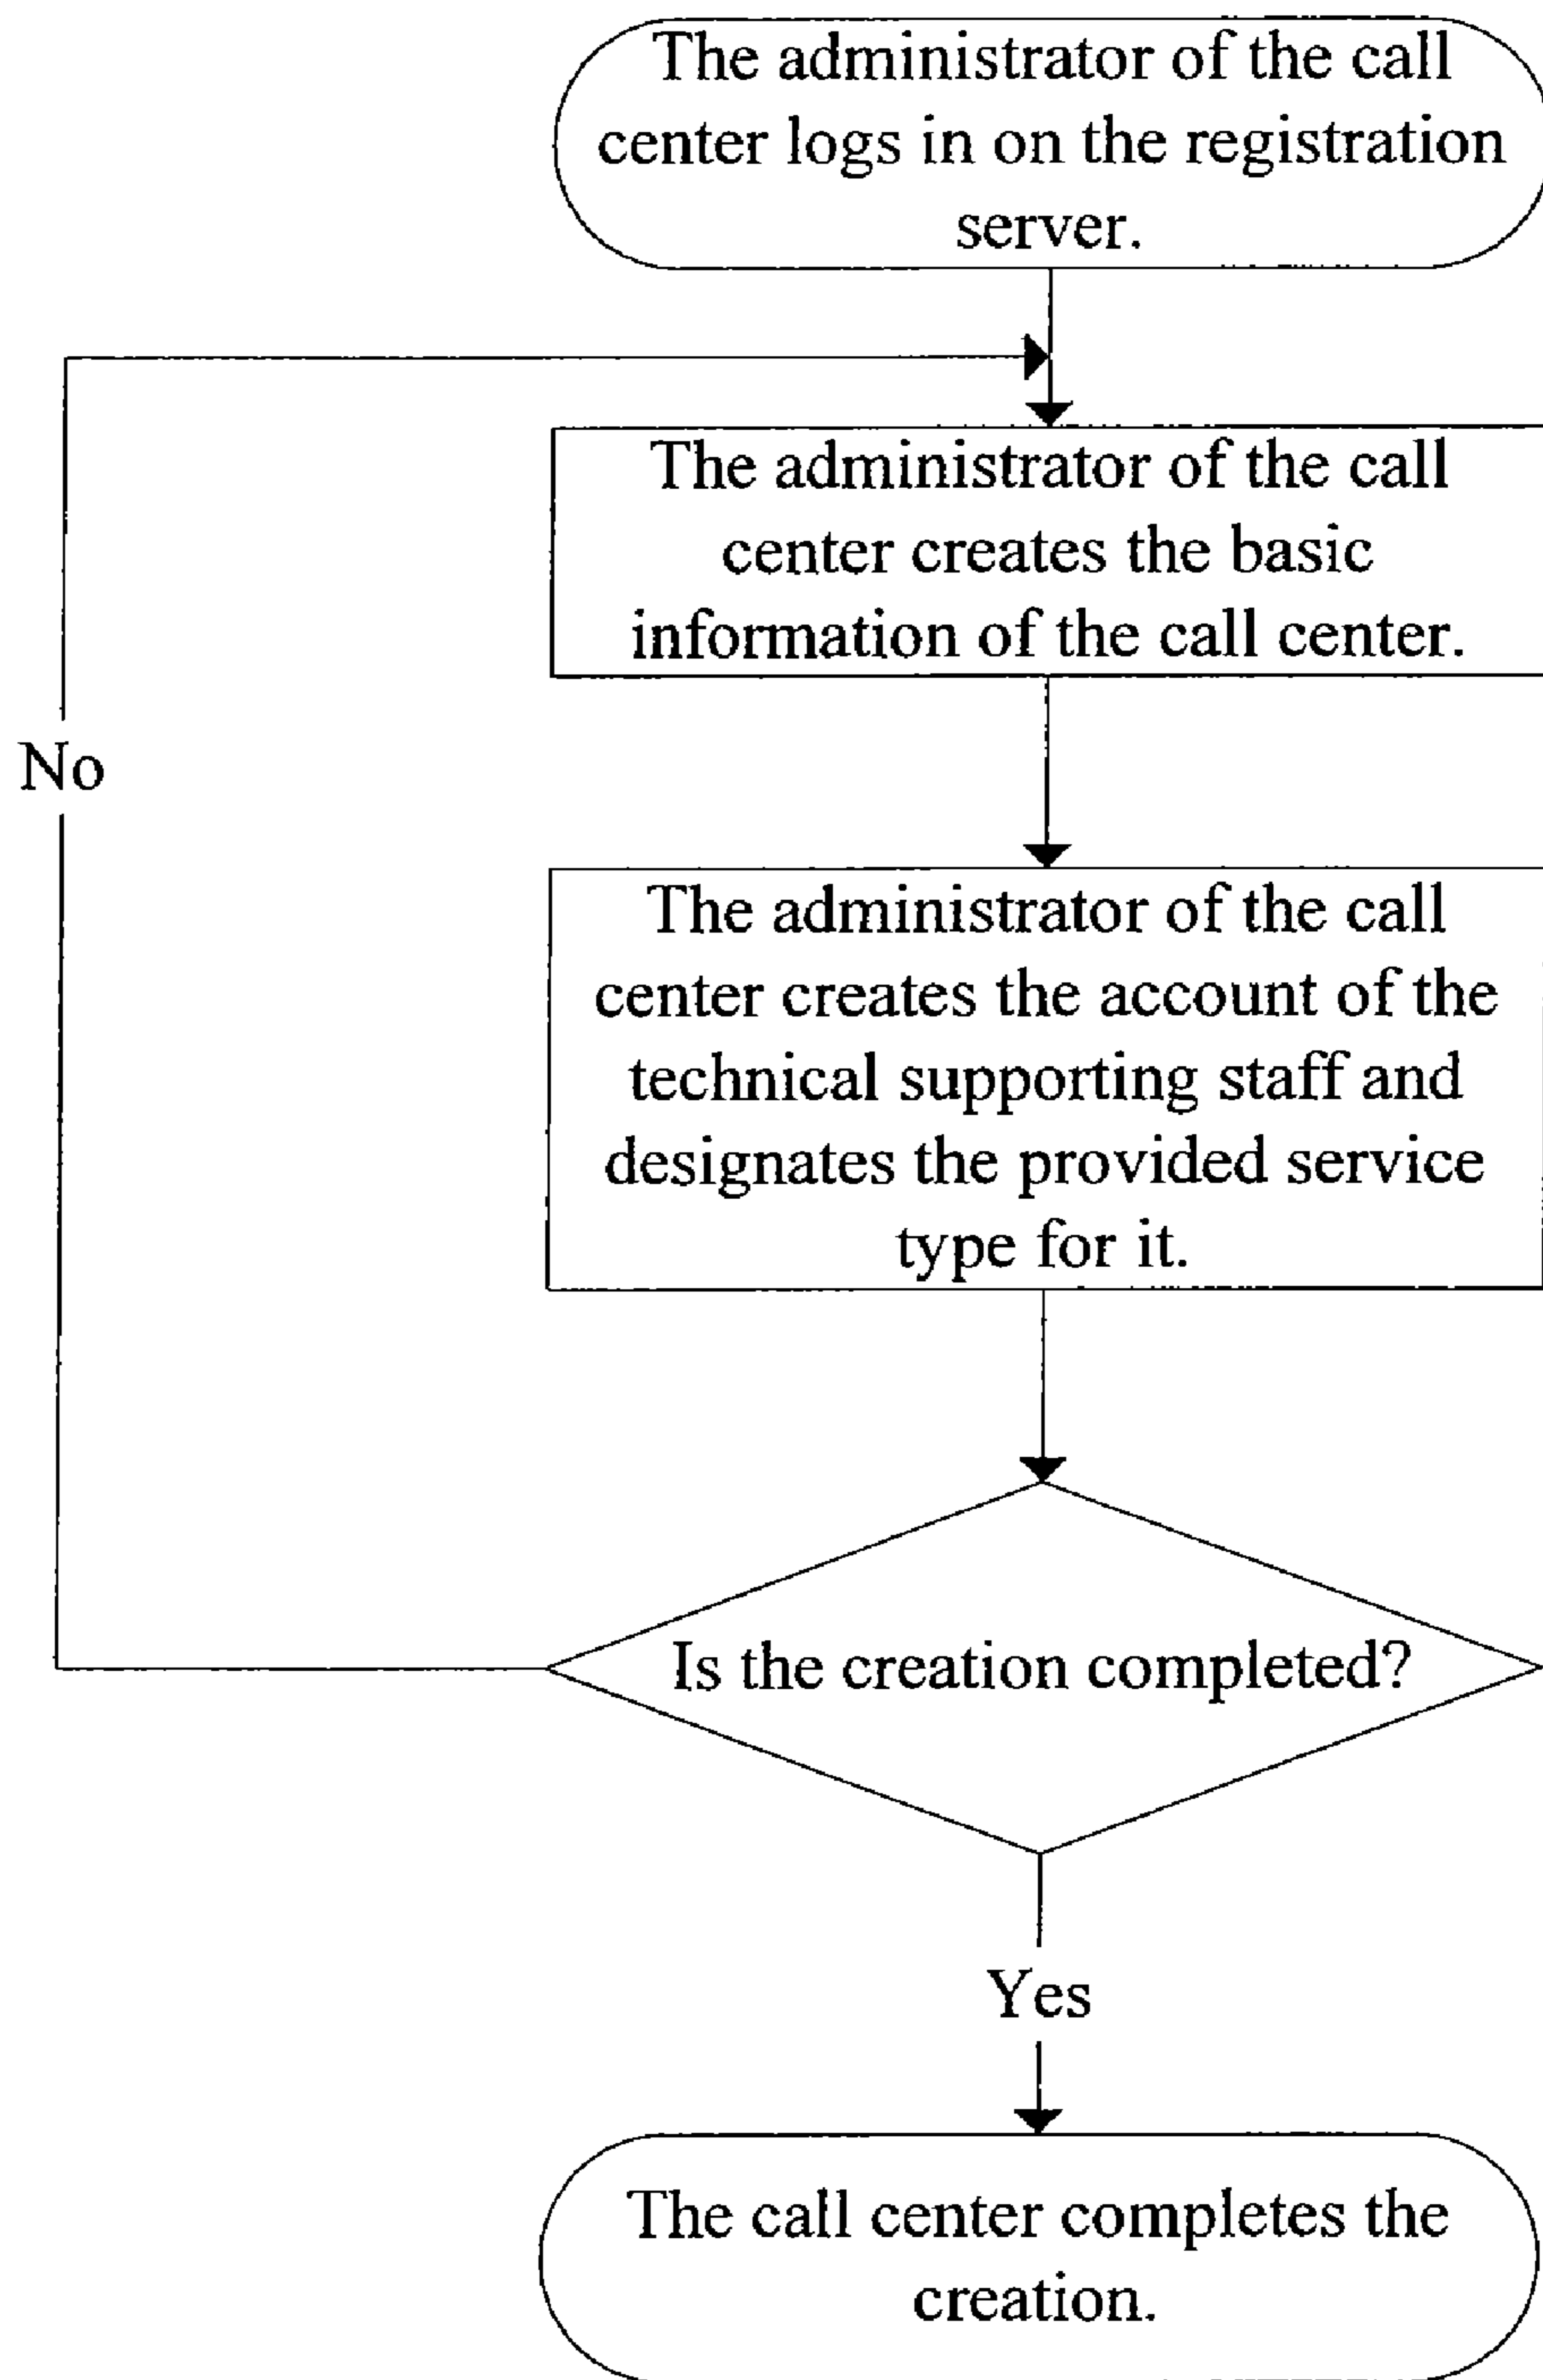 The administrator of the call
center logs in on the registration
server.
The administrator of the call
center creates the basic
information of the call center.
No
The administrator of the call
center creates the account of the
technical supporting staff and
designates the provided service
type for it.
Is the creation completed?
Yes
The call center completes the
creation.